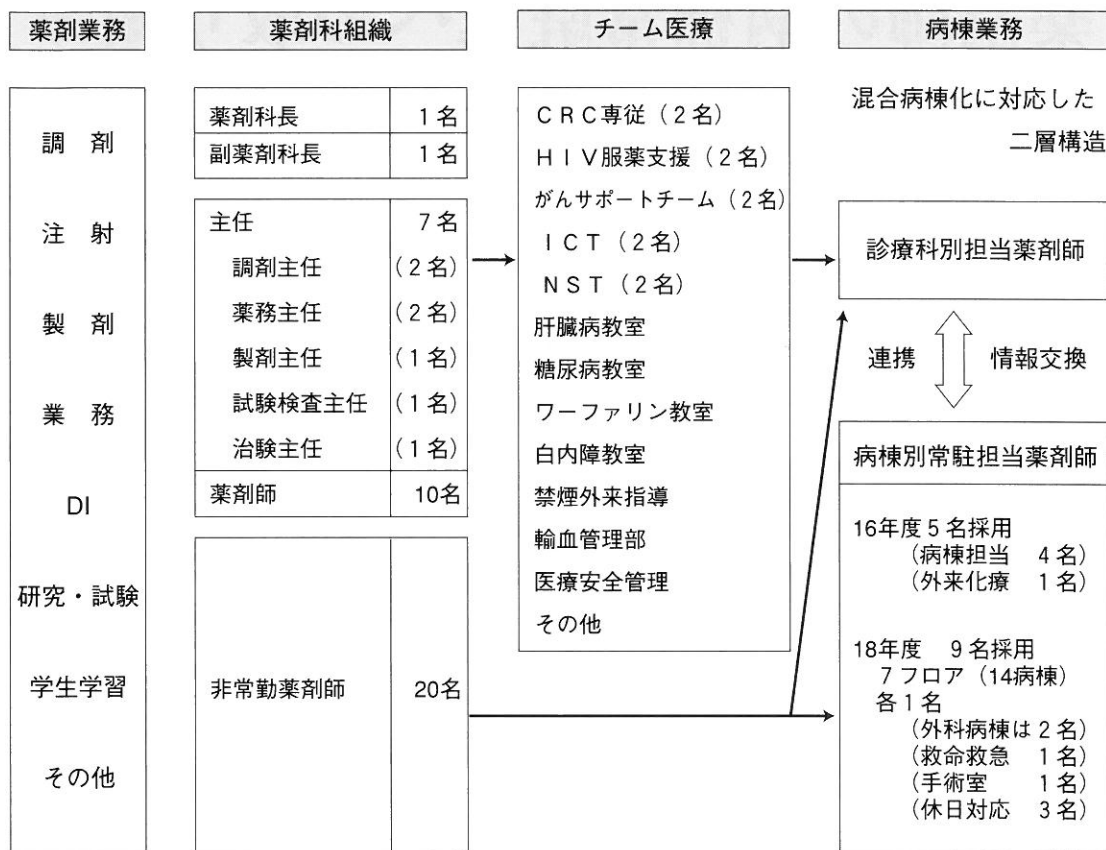 薬剤業務
調　剤
注　射
製　剤
業　務
DI
研究・試験
学生学習
その他
薬剤科組織
薬剤科長　1名
副薬剤科長　1名
主任　7名
調剤主任　(2名)
薬務主任　(2名)
製剤主任　(1名)
試験検査主任　(1名)
治験主任　(1名)
薬剤師　10名
非常勤薬剤師　20名
チーム医療
ＣＲＣ専従（2名）
ＨＩＶ服薬支援（2名）
がんサポートチーム（2名）
ＩＣＴ（2名）
ＮＳＴ（2名）
肝臓病教室
糖尿病教室
ワーファリン教室
白内障教室
禁煙外来指導
輸血管理部
医療安全管理
その他
病棟業務
混合病棟化に対応した
二層構造
診療科別担当薬剤師
連携　情報交換
病棟別常駐担当薬剤師
16年度5名採用
（病棟担当　4名）
（外来化療　1名）
18年度　9名採用
7フロア（14病棟）
各1名
（外科病棟は2名）
（救命救急　1名）
（手術室　1名）
（休日対応　3名）